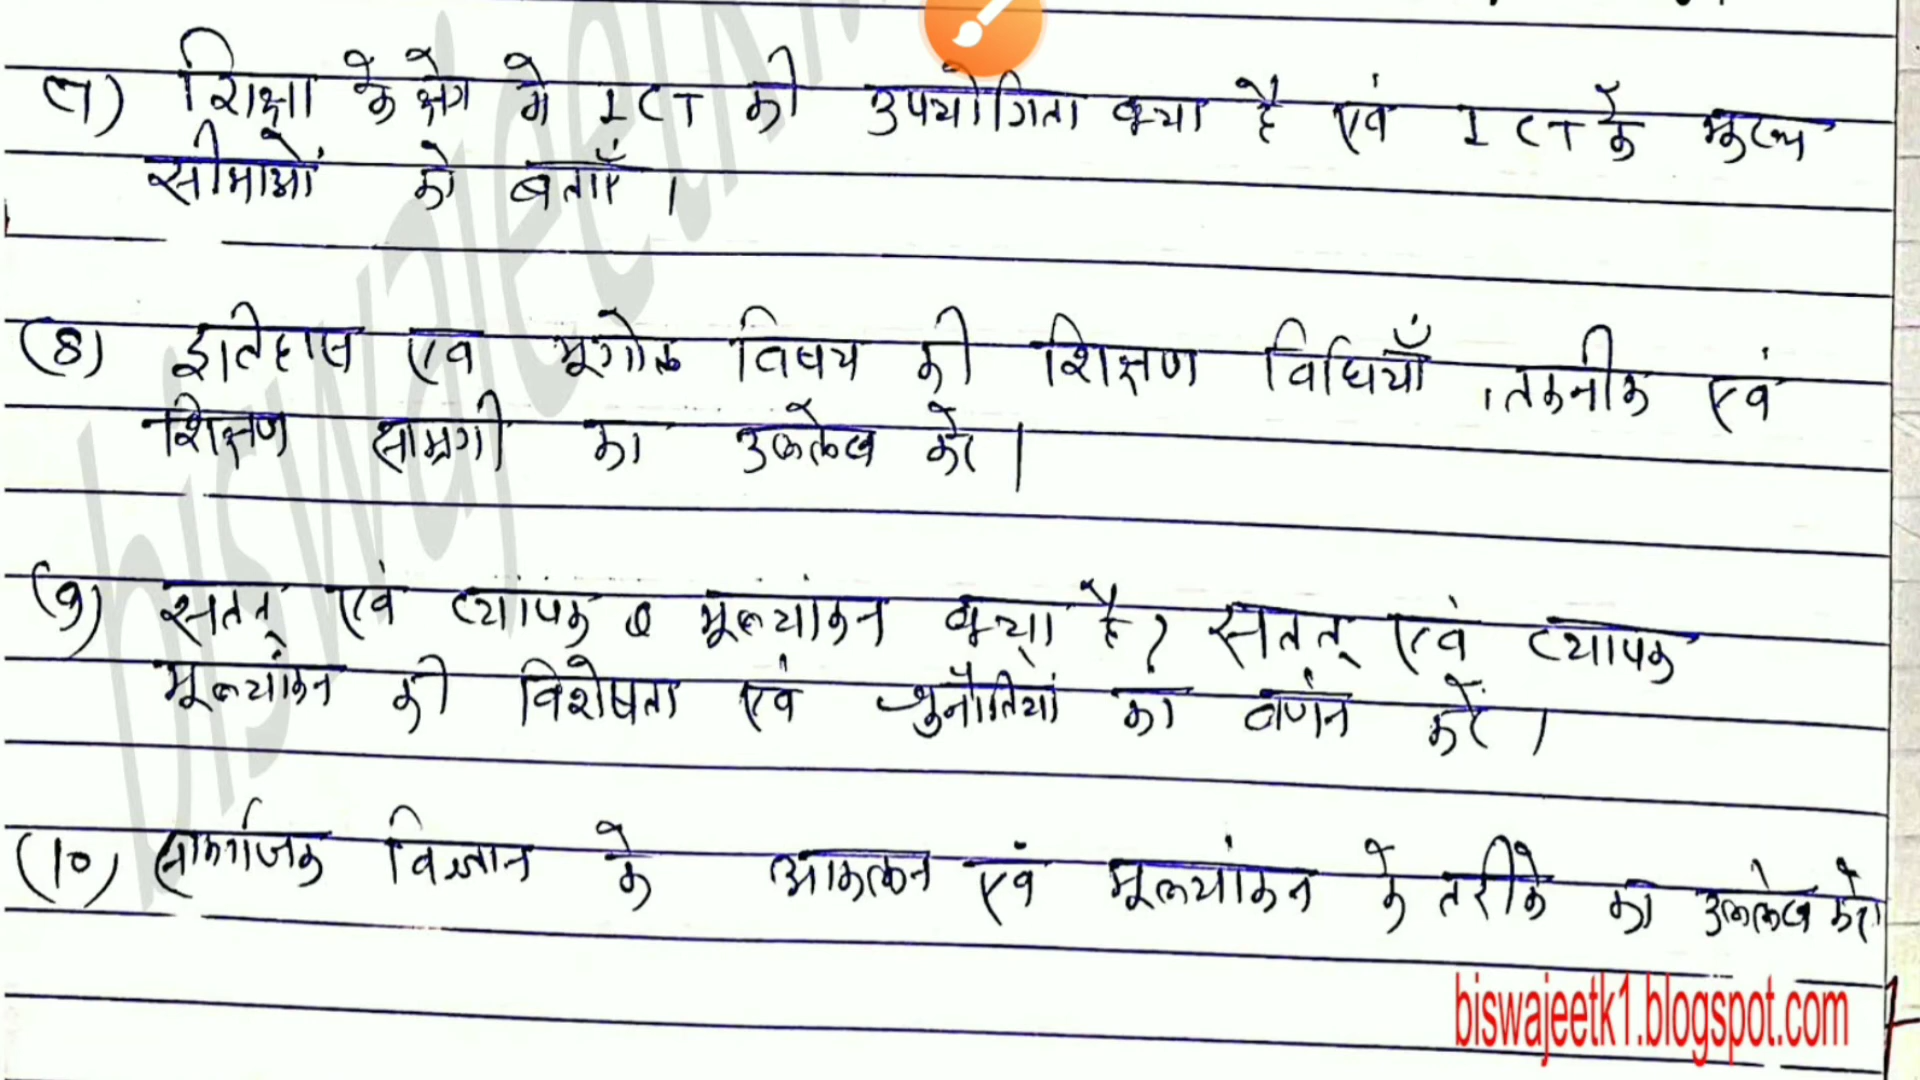 (7) शिक्षा के क्षेत्र मे ICT की उपयोगिता क्या है एवं ICT के मुख्य
सीमाओं को बताएँ ।
(8) इतिहास एवं भूगोल विषय की शिक्षण विधियाँ, तकनीक एवं
शिक्षण सामग्री का उल्लेख करे |
(9) सतत् एवं व्यापक मूल्यांकन क्या है ? सतत् एवं व्यापक
मूल्यांकन की विशेषता एवं चुनौतियां का वर्णन करें ।
(10) सामाजिक विज्ञान के आकलन एवं मूल्यांकन के तरीके का उल्लेख करे।
biswajeetk1.blogspot.com